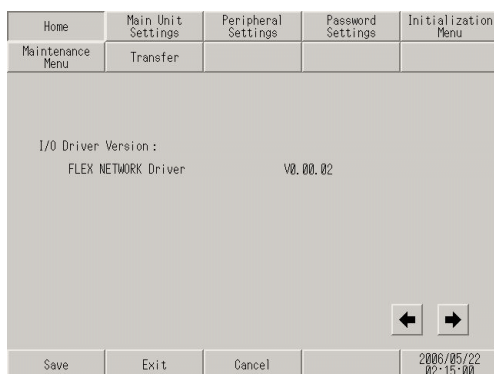 Home
Main Unit
Settings
Peripheral
Settings
Password
Settings
Initialization
Menu
Maintenance
Menu
Transfer
I/O Driver Version :
FLEX NETWORK Driver V0.00.02
Save
Exit
Cancel
2006/05/22
02:15:00